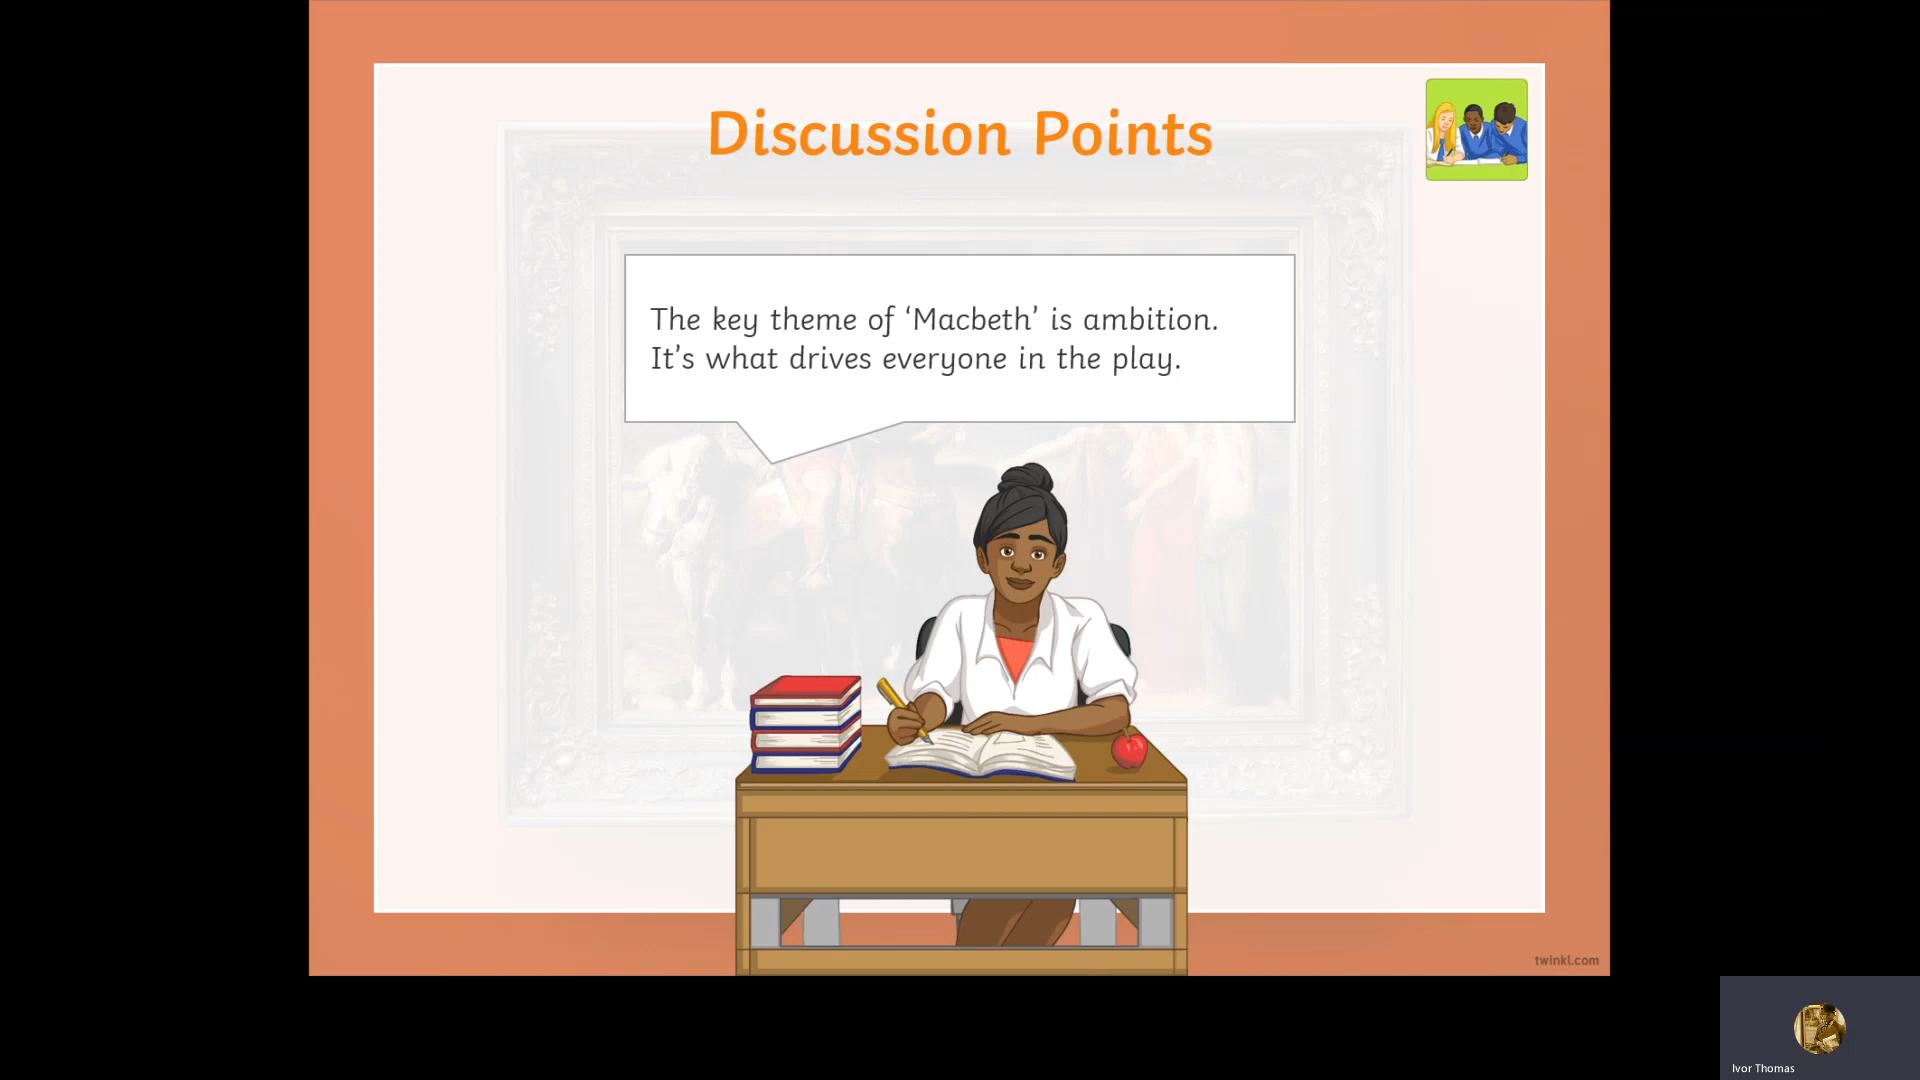 Discussion Points
The key theme of ‘Macbeth’ is ambition.
It’s what drives everyone in the play.
twinkl.com
Ivor Thomas